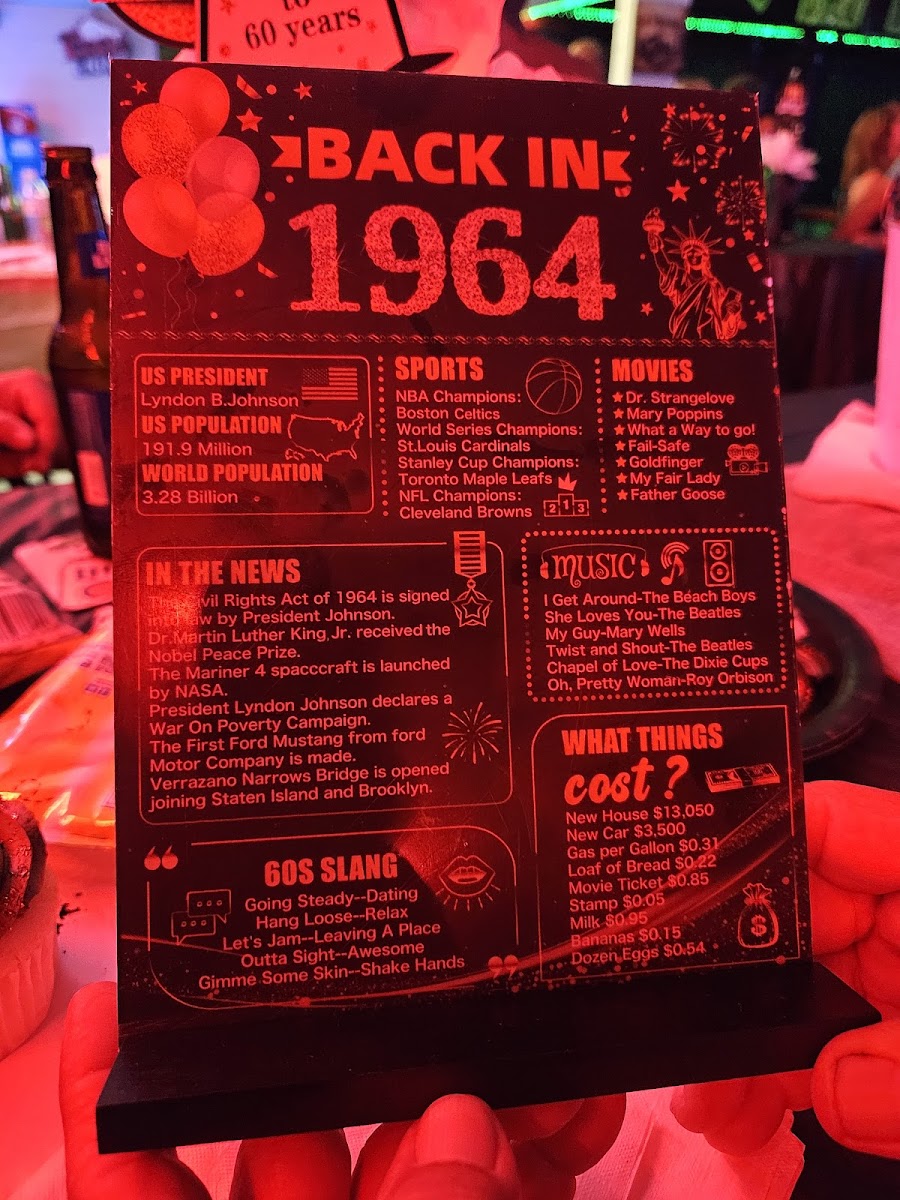 to
60 years
BACK IN
1964
US PRESIDENT
Lyndon B.Johnson
US POPULATION
191.9 Million
WORLD POPULATION
3.28 Billion
SPORTS
NBA Champions:
Boston Celtics
World Series Champions:
St.Louis Cardinals
Stanley Cup Champions:
Toronto Maple Leafs
NFL Champions:
Cleveland Browns
2 1 3
MOVIES
Dr. Strangelove
Mary Poppins
What a Way to go!
Fail-Safe
Goldfinger
My Fair Lady
Father Goose
IN THE NEWS
The Civil Rights Act of 1964 is signed
into law by President Johnson.
Dr.Martin Luther King,Jr. received the
Nobel Peace Prize.
The Mariner 4 spacccraft is launched
by NASA.
President Lyndon Johnson declares a
War On Poverty Campaign.
The First Ford Mustang from ford
Motor Company is made.
Verrazano Narrows Bridge is opened
joining Staten Island and Brooklyn.
MUSIC
I Get Around-The Beach Boys
She Loves You-The Beatles
My Guy-Mary Wells
Twist and Shout-The Beatles
Chapel of Love-The Dixie Cups
Oh, Pretty Woman-Roy Orbison
WHAT THINGS
cost?
New House $13,050
New Car $3,500
Gas per Gallon $0.31
Loaf of Bread $0.22
Movie Ticket $0.85
Stamp $0.05
Milk $0.95
Bananas $0.15
Dozen Eggs $0.54
$
60S SLANG
Going Steady--Dating
Hang Loose--Relax
Let's Jam--Leaving A Place
Outta Sight--Awesome
Gimme Some Skin--Shake Hands